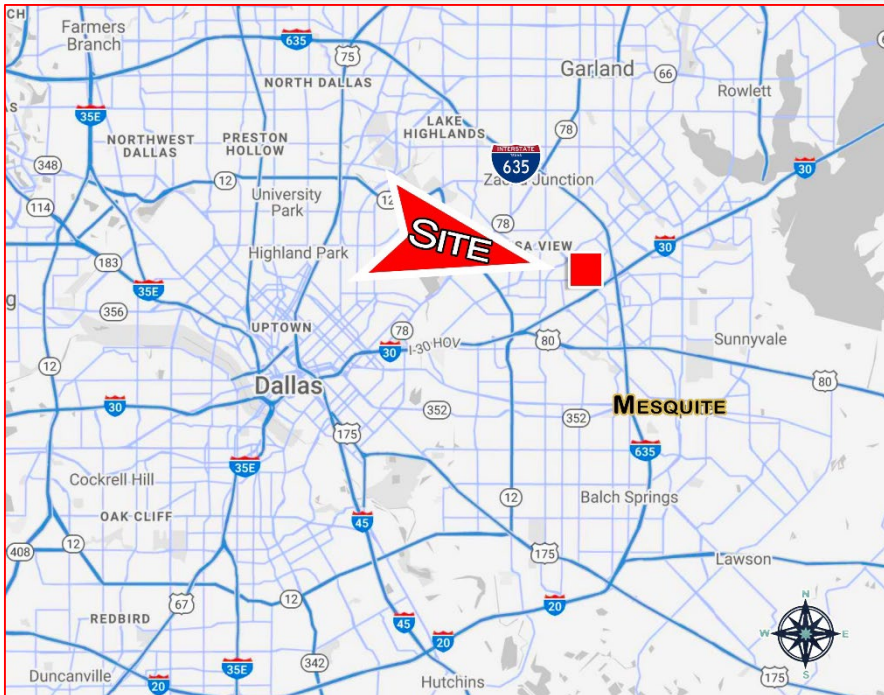 CH
Farmers
Branch
635
75
Garland
66
NORTH DALLAS
Rowlett
AS
35E
LAKE
HIGHLANDS
78
NORTHWEST
DALLAS
PRESTON
HOLLOW
INTERSTATE
TEXAS
635
348
12
Junction
30
114
University
Park
12
78
SITE
SA VIEW
30
183
Highland Park
35E
g
356
UPTOWN
78
I-30 HOV
80
Sunnyvale
30
12
Dallas
80
30
352
MESQUITE
352
175
35E
635
Cockrell Hill
Balch Springs
12
OAK CLIFF
45
408
12
175
Lawson
67
12
20
N
REDBIRD
45
W
E
20
35E
342
S
Duncanville
20
Hutchins
175